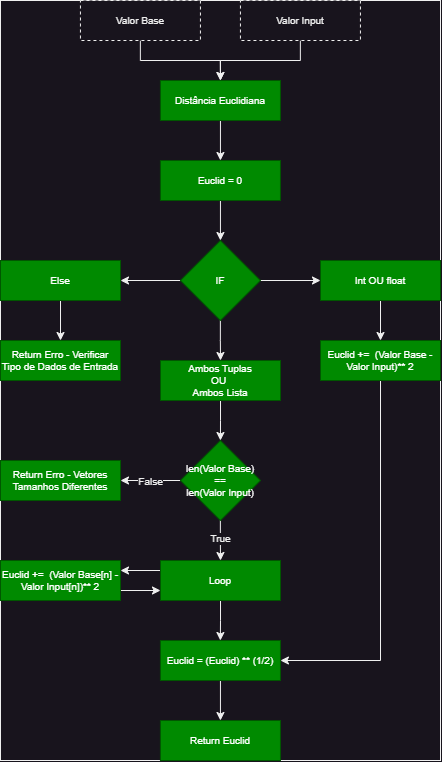 Valor Base
Valor Input
Distância Euclidiana
Euclid = 0
Else
IF
Int OU float
Return Erro - Verificar
Tipo de Dados de Entrada
Ambos Tuplas
OU
Ambos Lista
Euclid += (Valor Base -
Valor Input)** 2
Return Erro - Vetores
Tamanhos Diferentes
False
len(Valor Base)
==
len(Valor Input)
True
Euclid += (Valor Base[n] -
Valor Input[n])** 2
Loop
Euclid = (Euclid) ** (1/2)
Return Euclid